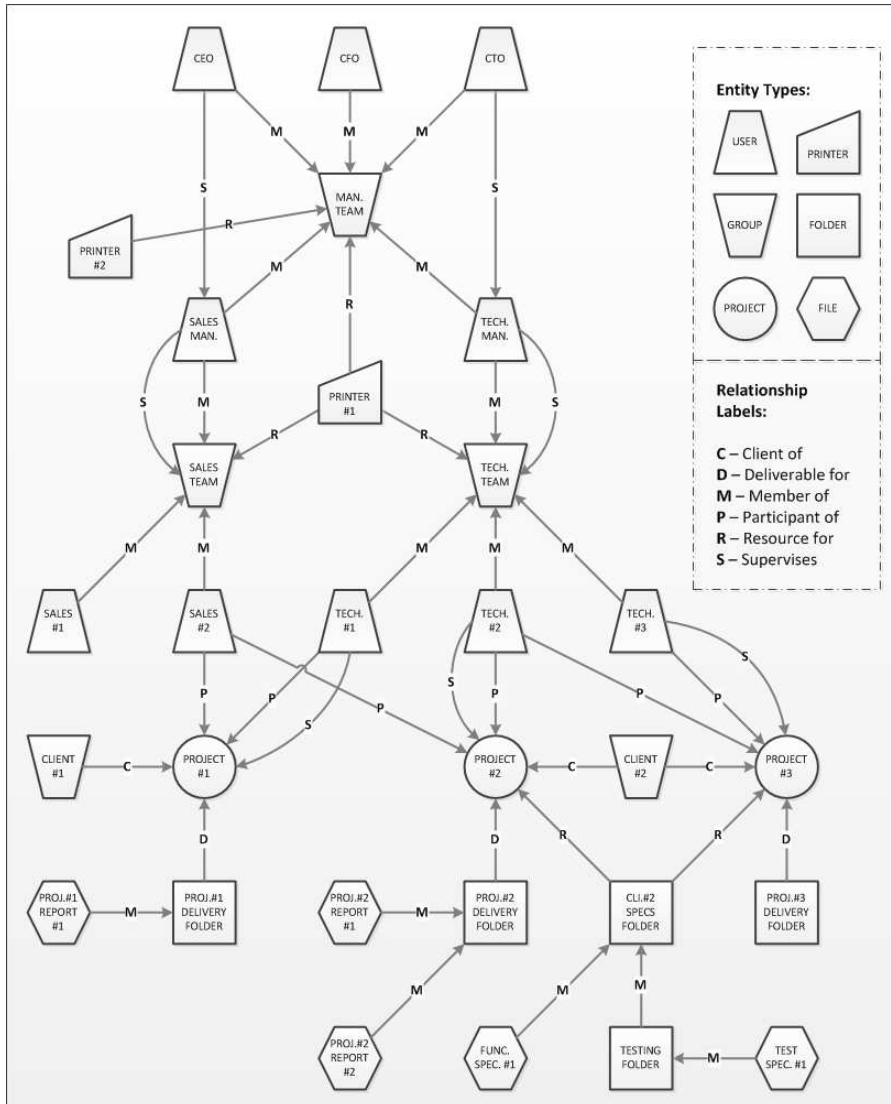 CEO
CFO
CTO
M
M
M
S
S
MAN.
TEAM
R
PRINTER
#2
M
M
R
SALES
MAN.
TECH.
MAN.
S
M
PRINTER
#1
M
S
R
R
SALES
TEAM
TECH.
TEAM
M
M
M
M
M
SALES
#1
SALES
#2
TECH.
#1
TECH.
#2
TECH.
#3
P
P
S
P
S
P
P
P
S
CLIENT
#1
C
PROJECT
#1
PROJECT
#2
C
CLIENT
#2
C
PROJECT
#3
D
D
R
R
D
PROJ.#1
REPORT
#1
M
PROJ.#1
DELIVERY
FOLDER
PROJ.#2
REPORT
#1
M
PROJ.#2
DELIVERY
FOLDER
CLI.#2
SPECS
FOLDER
PROJ.#3
DELIVERY
FOLDER
M
M
M
PROJ.#2
REPORT
#2
FUNC.
SPEC. #1
TESTING
FOLDER
M
TEST
SPEC. #1
Entity Types:
USER
PRINTER
GROUP
FOLDER
PROJECT
FILE
Relationship
Labels:
C – Client of
D – Deliverable for
M – Member of
P – Participant of
R – Resource for
S – Supervises